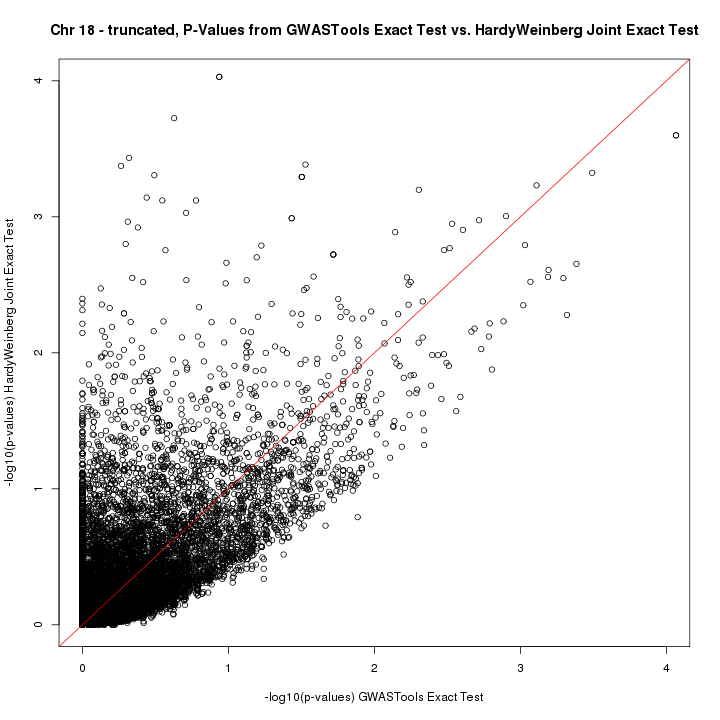 Chr 18 - truncated, P-Values from GWASTools Exact Test vs. HardyWeinberg Joint Exact Test
-log10(p-values) HardyWeinberg Joint Exact Test
4
3
2
1
0
0 1 2 3 4
-log10(p-values) GWASTools Exact Test